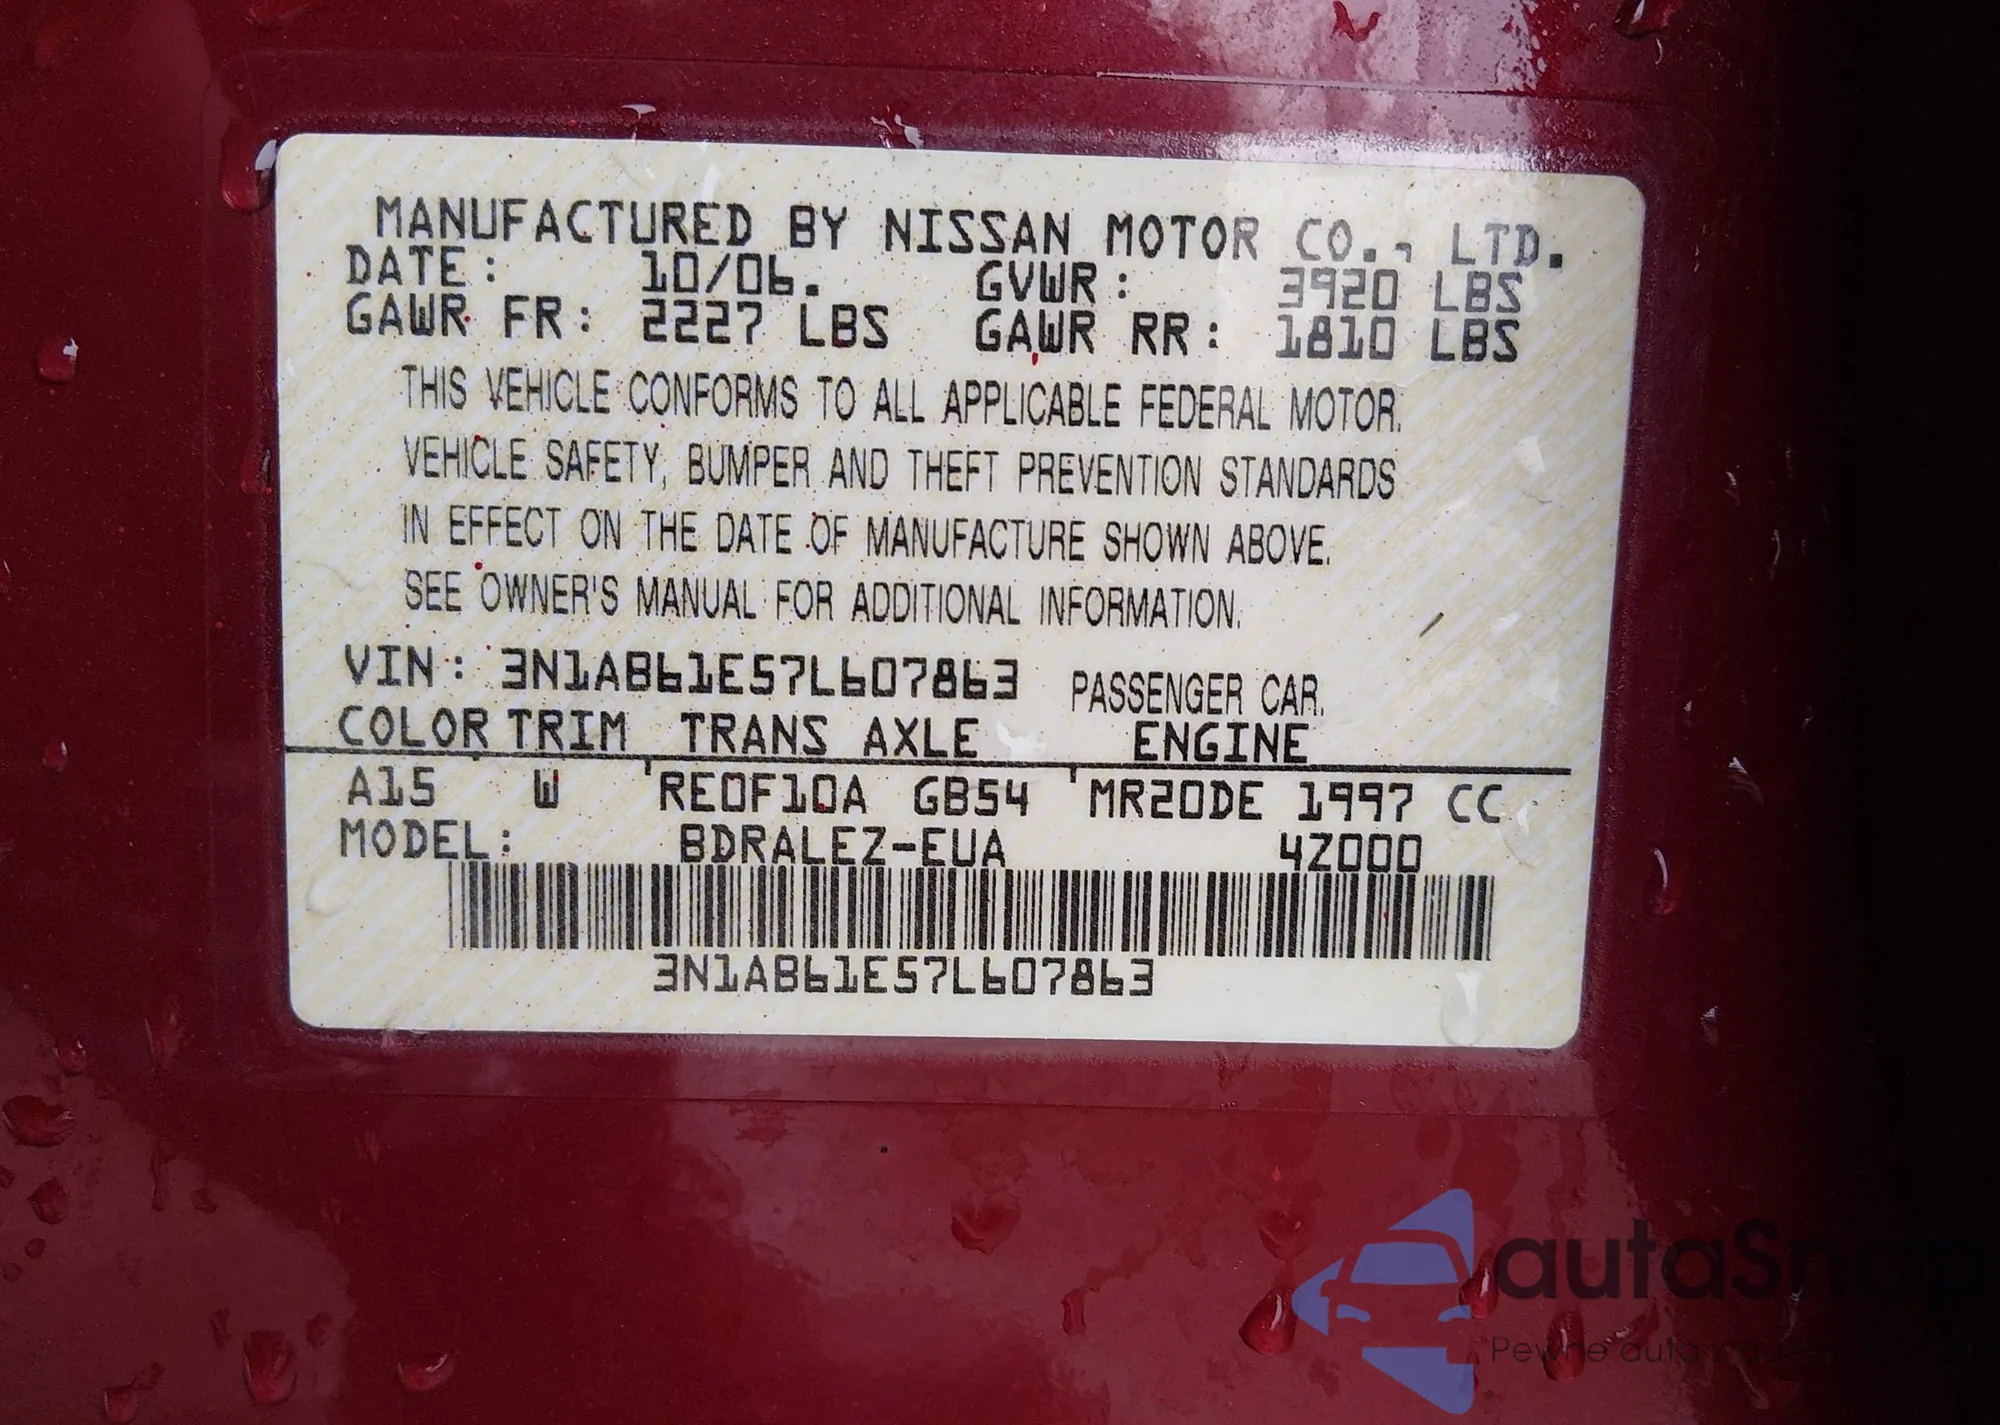 MANUFACTURED BY NISSAN MOTOR CO., LTD.
DATE: 10/06. GVWR: 3920 LBS
GAWR FR: 2227 LBS GAWR RR: 1810 LBS
THIS VEHICLE CONFORMS TO ALL APPLICABLE FEDERAL MOTOR
VEHICLE SAFETY, BUMPER AND THEFT PREVENTION STANDARDS
IN EFFECT ON THE DATE OF MANUFACTURE SHOWN ABOVE.
SEE OWNER'S MANUAL FOR ADDITIONAL INFORMATION.
VIN: 3N1AB61E57L607863 PASSENGER CAR
COLOR TRIM TRANS AXLE ENGINE
A15 W RE0F10A GB54 MR20DE 1997 CC
MODEL: BDRALEZ-EUA 4Z000
3N1AB61E57L607863
autaSnap
Pewne auta z